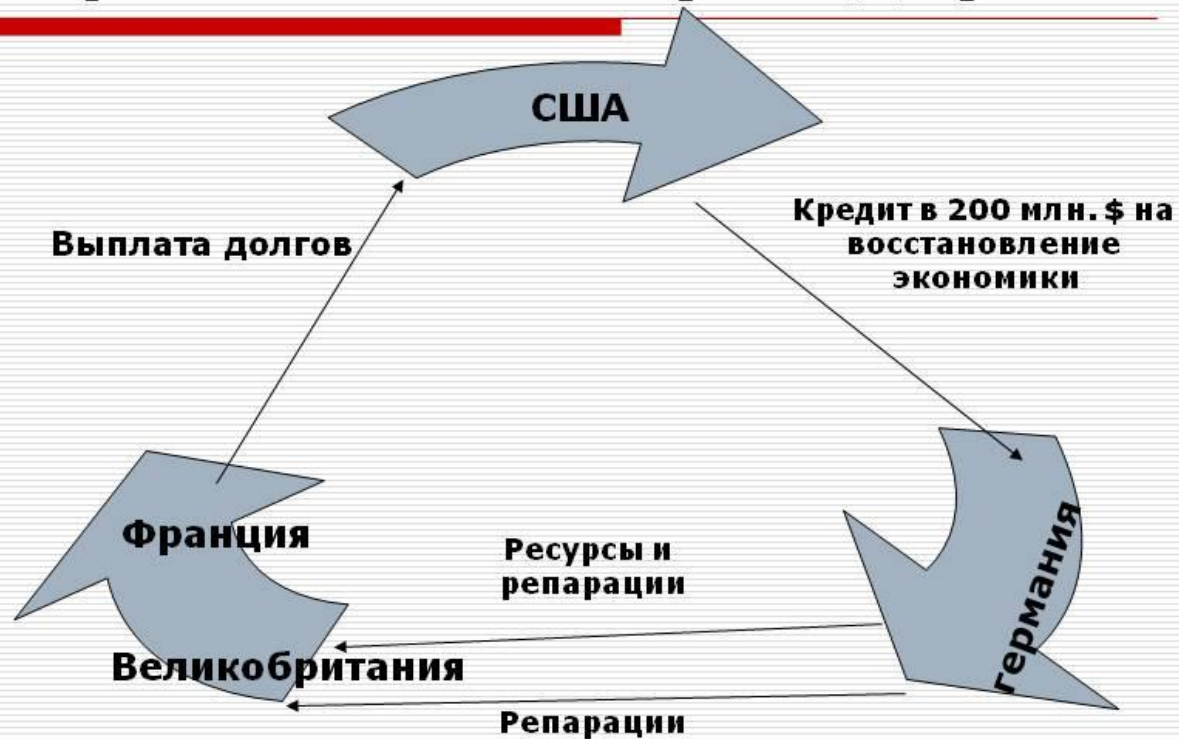 США
Кредит в 200 млн.$ на
восстановление
экономики
Выплата долгов
Франция
Великобритания
Ресурсы и
репарации
Репарации
германия